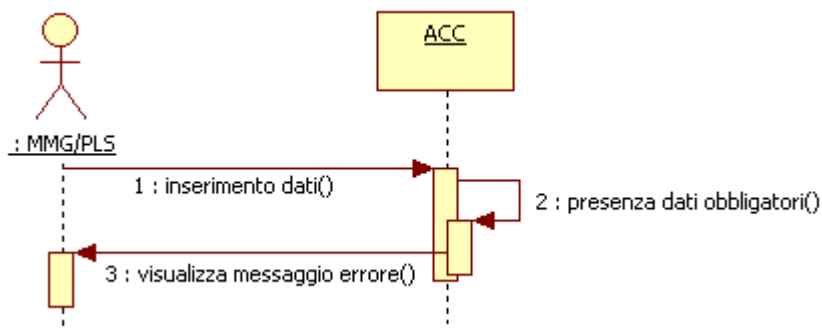 ACC
: MMG/PLS
1 : inserimento dati()
2 : presenza dati obbligatori()
3 : visualizza messaggio errore()